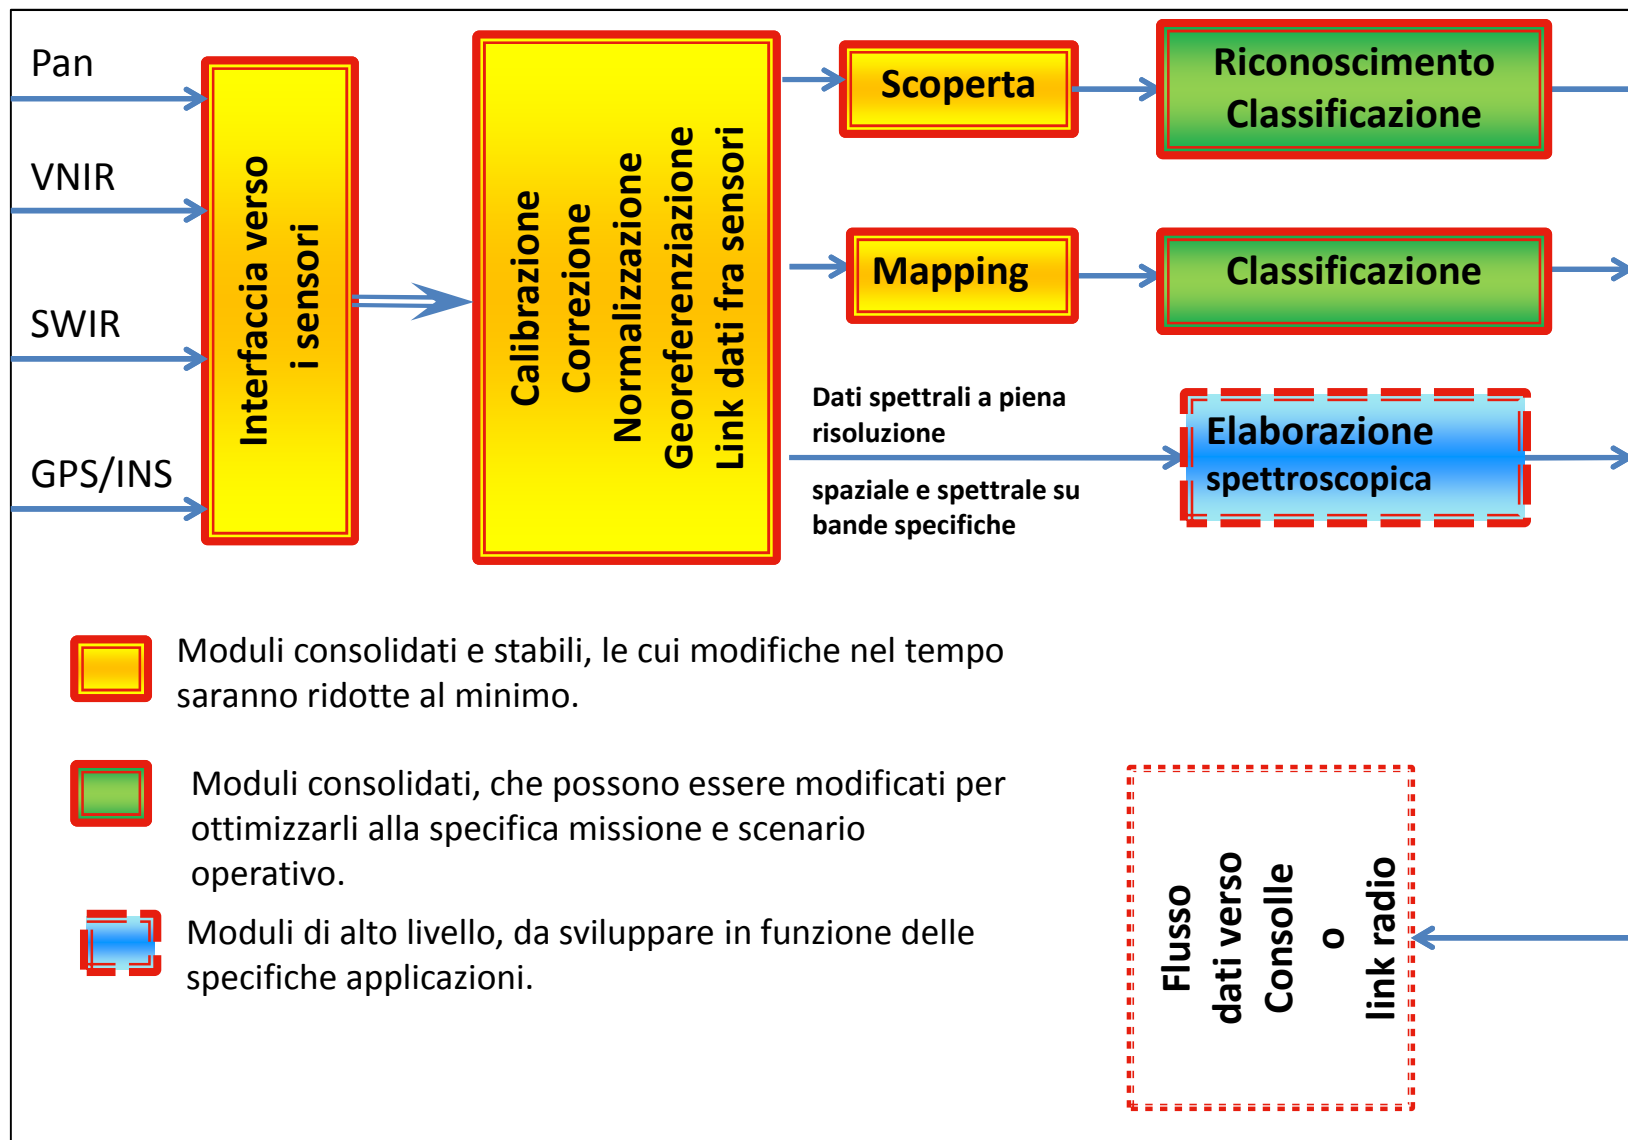 Pan
VNIR
SWIR
GPS/INS
Interfaccia verso
i sensori
Calibrazione
Correzione
Normalizzazione
Georeferenziazione
Link dati fra sensori
Scoperta
Riconoscimento
Classificazione
Mapping
Classificazione
Dati spettrali a piena
risoluzione
spaziale e spettrale su
bande specifiche
Elaborazione
spettroscopica
Moduli consolidati e stabili, le cui modifiche nel tempo
saranno ridotte al minimo.
Moduli consolidati, che possono essere modificati per
ottimizzarli alla specifica missione e scenario
operativo.
Moduli di alto livello, da sviluppare in funzione delle
specifiche applicazioni.
Flusso
dati verso
Consolle
o
link radio